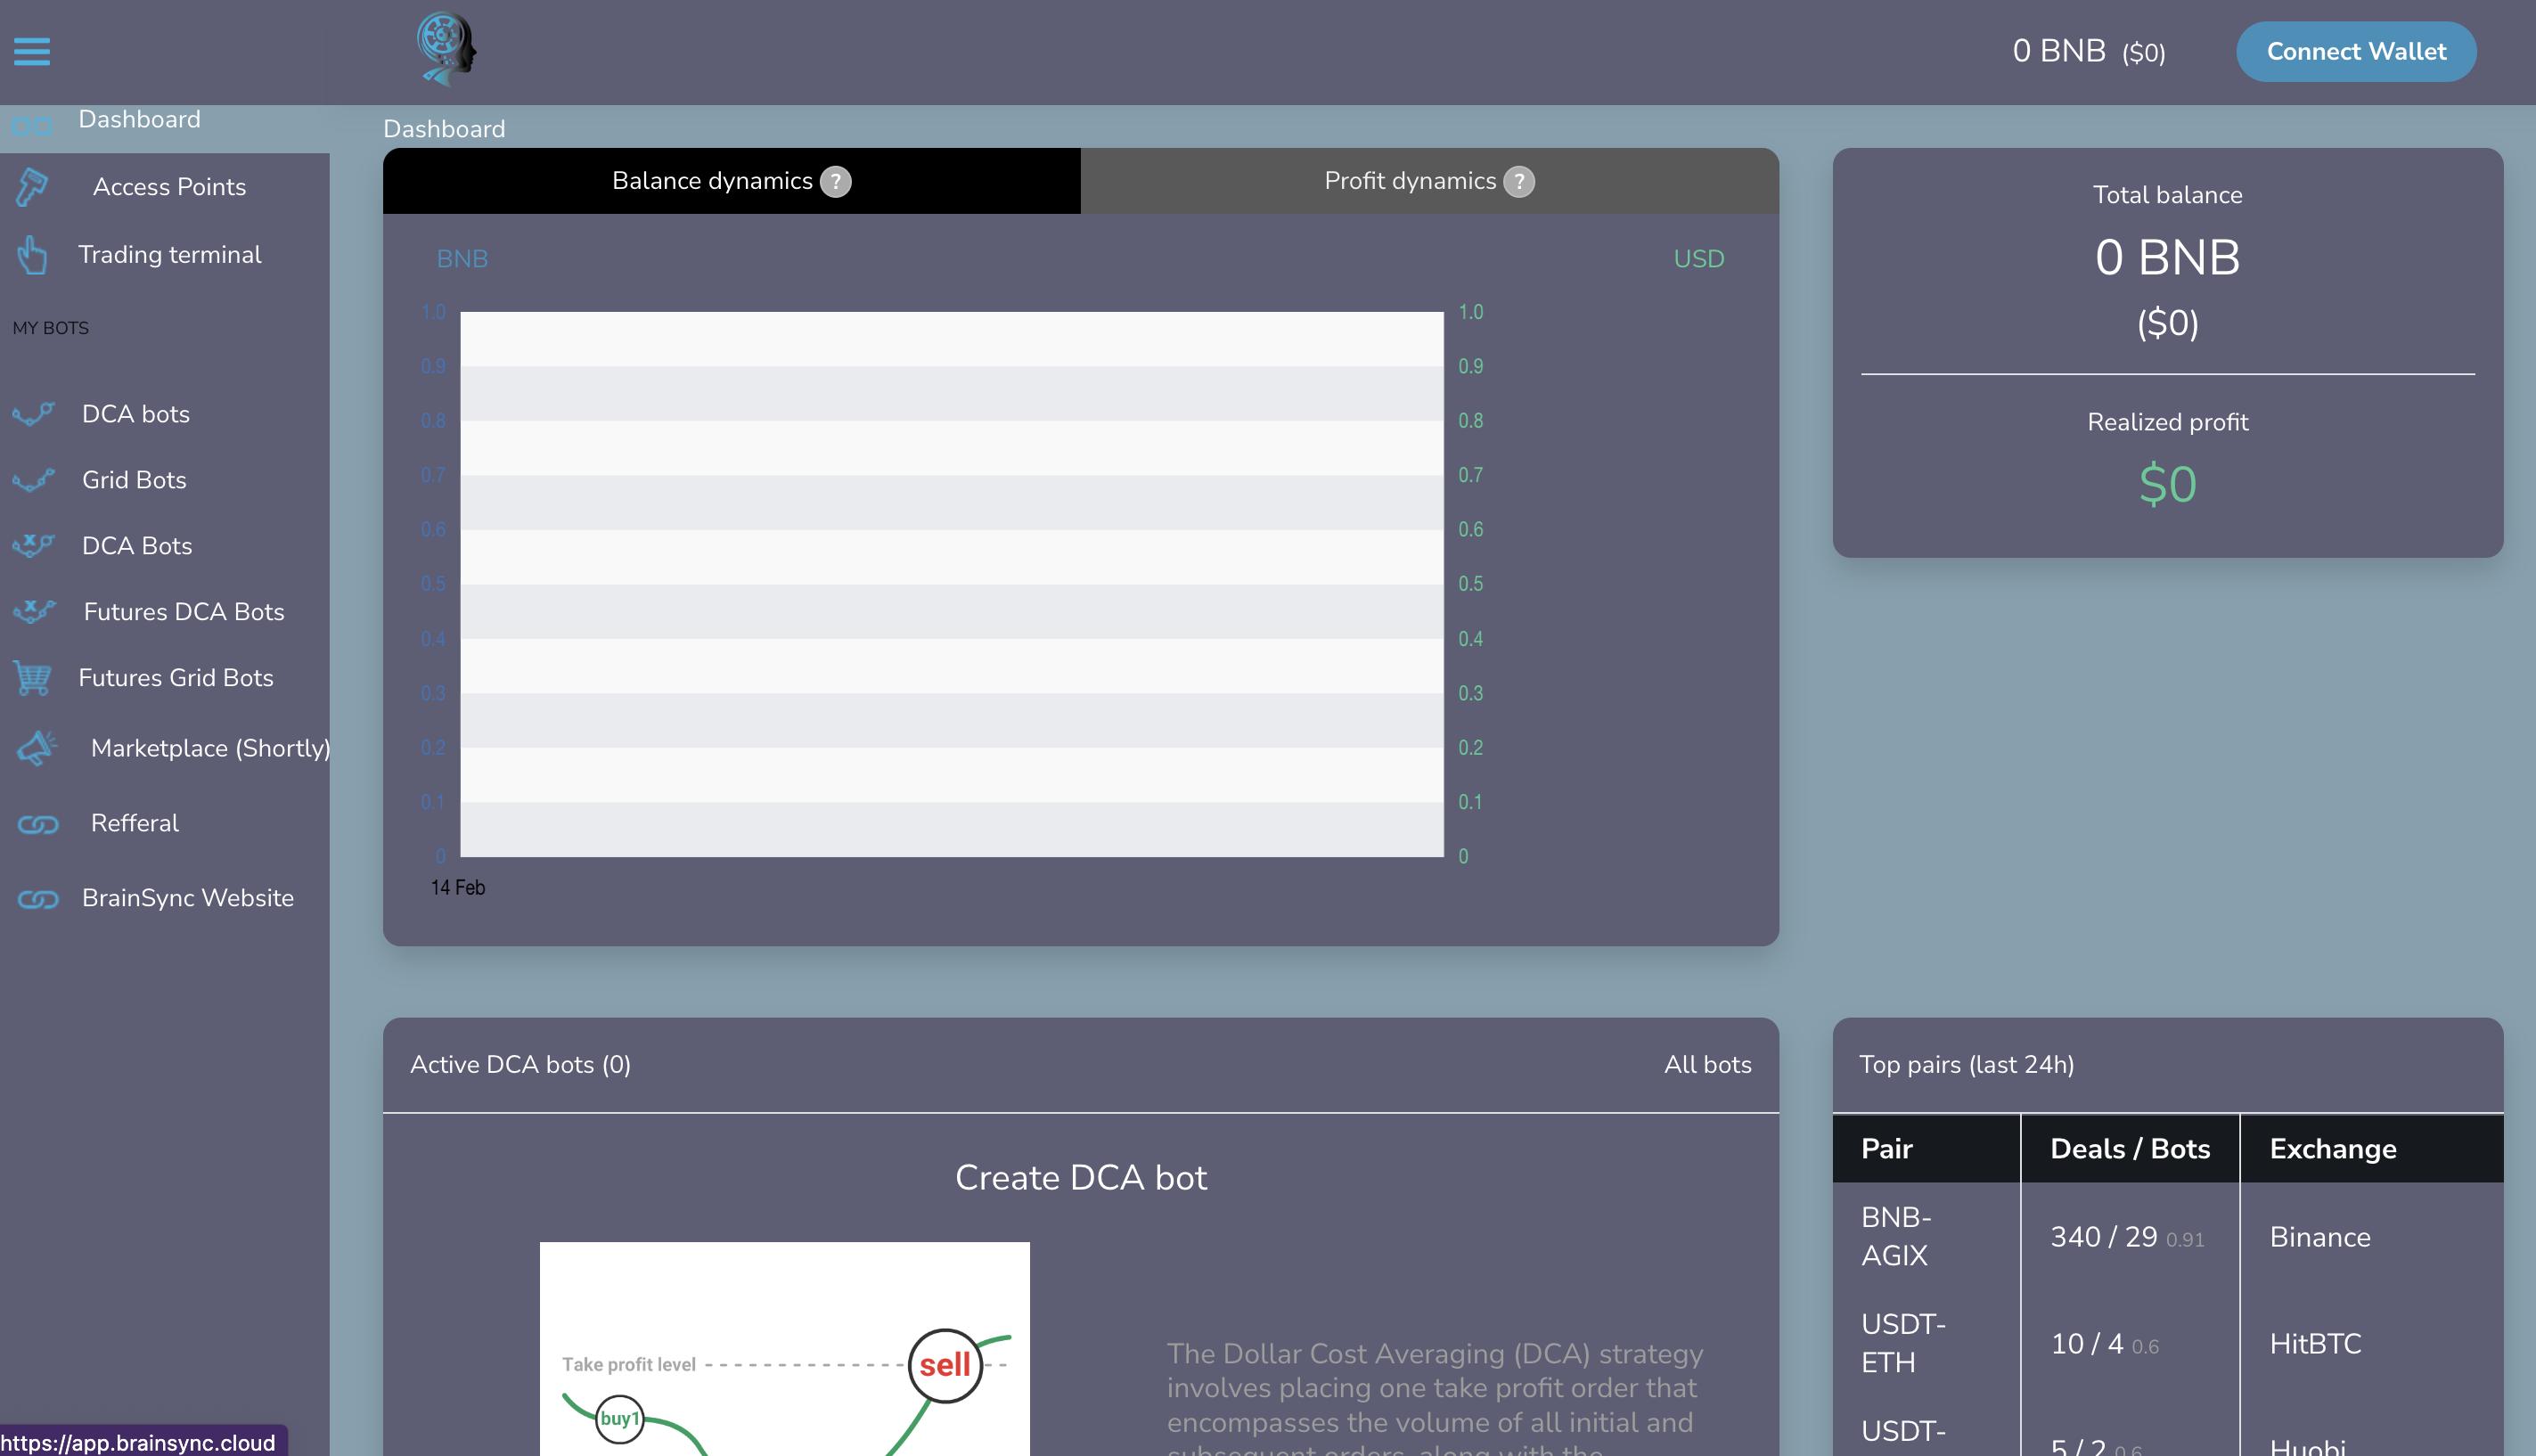 0 BNB ($0)
Connect Wallet
Dashboard
Access Points
Trading terminal
MY BOTS
DCA bots
Grid Bots
DCA Bots
Futures DCA Bots
Futures Grid Bots
Marketplace (Shortly)
Refferal
BrainSync Website
Dashboard
Balance dynamics ?
Profit dynamics ?
BNB
USD
1.0 1.0
0.9 0.9
0.8 0.8
0.7 0.7
0.6 0.6
0.5 0.5
0.4 0.4
0.3 0.3
0.2 0.2
0.1 0.1
0 0
14 Feb
Total balance
0 BNB
($0)
Realized profit
$0
Active DCA bots (0)
All bots
Create DCA bot
Take profit level
sell
buy1
The Dollar Cost Averaging (DCA) strategy
involves placing one take profit order that
encompasses the volume of all initial and
subsequent orders, along with the
Top pairs (last 24h)
Pair Deals / Bots Exchange
BNB-
AGIX
340 / 29 0.91
Binance
USDT-
ETH
10 / 4 0.6
HitBTC
USDT-
5 / 2 0.6
Huobi
https://app.brainsync.cloud